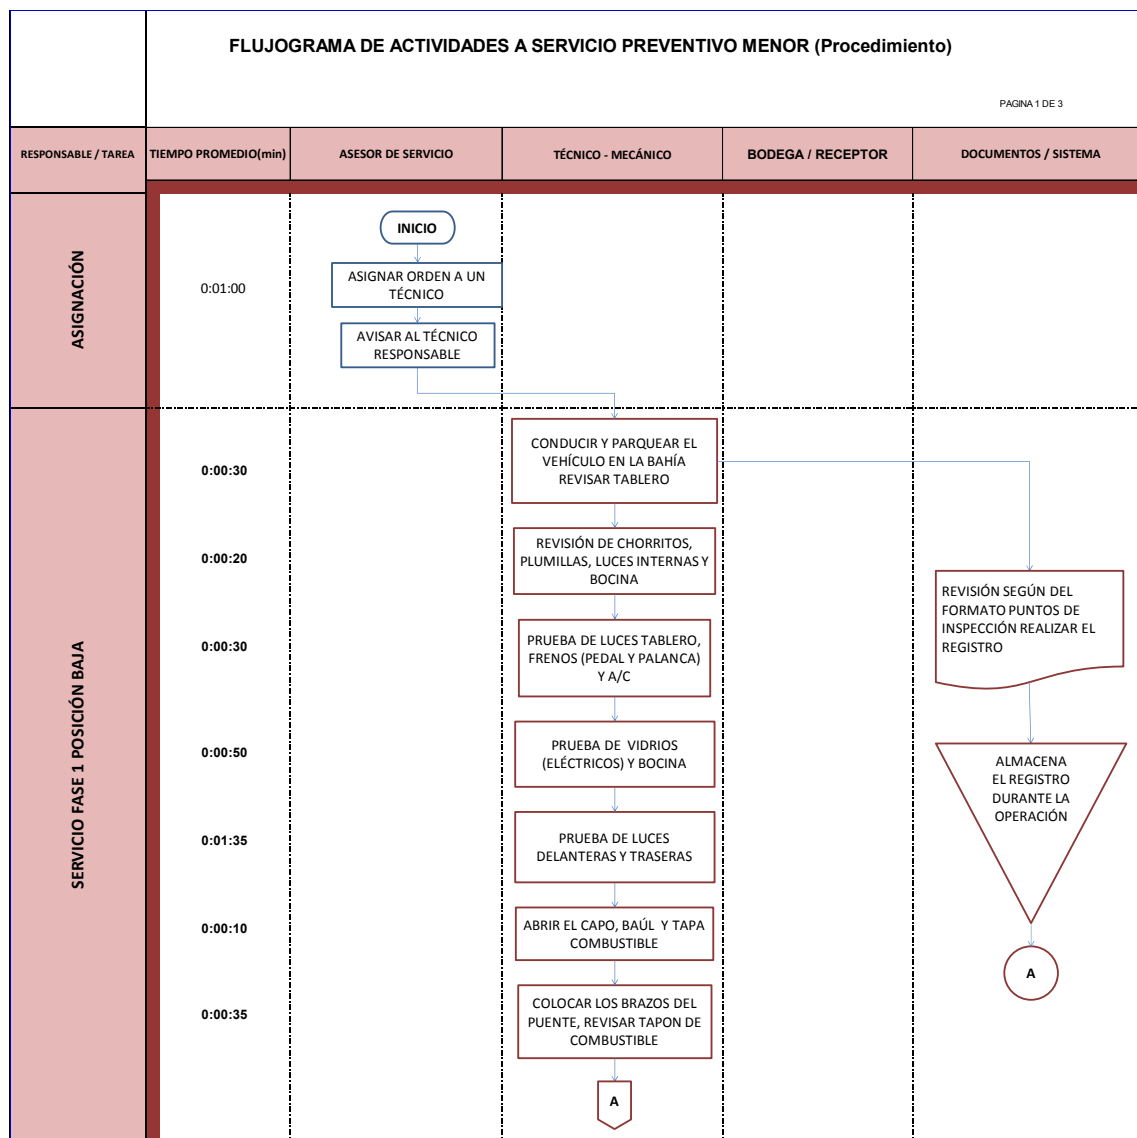 FLUJOGRAMA DE ACTIVIDADES A SERVICIO PREVENTIVO MENOR (Procedimiento)
PAGINA 1 DE 3
RESPONSABLE / TAREA
TIEMPO PROMEDIO(min)
ASESOR DE SERVICIO
TÉCNICO - MECÁNICO
BODEGA / RECEPTOR
DOCUMENTOS / SISTEMA
ASIGNACIÓN
INICIO
0:01:00
ASIGNAR ORDEN A UN
TÉCNICO
AVISAR AL TÉCNICO
RESPONSABLE
SERVICIO FASE 1 POSICIÓN BAJA
0:00:30
CONDUCIR Y PARQUEAR EL
VEHÍCULO EN LA BAHÍA
REVISAR TABLERO
0:00:20
REVISIÓN DE CHORRITOS,
PLUMILLAS, LUCES INTERNAS Y
BOCINA
REVISIÓN SEGÚN DEL
FORMATO PUNTOS DE
INSPECCIÓN REALIZAR EL
REGISTRO
0:00:30
PRUEBA DE LUCES TABLERO,
FRENOS (PEDAL Y PALANCA)
Y A/C
0:00:50
PRUEBA DE VIDRIOS
(ELÉCTRICOS) Y BOCINA
ALMACENA
EL REGISTRO
DURANTE LA
OPERACIÓN
0:01:35
PRUEBA DE LUCES
DELANTERAS Y TRASERAS
0:00:10
ABRIR EL CAPO, BAÚL Y TAPA
COMBUSTIBLE
A
0:00:35
COLOCAR LOS BRAZOS DEL
PUENTE, REVISAR TAPON DE
COMBUSTIBLE
A